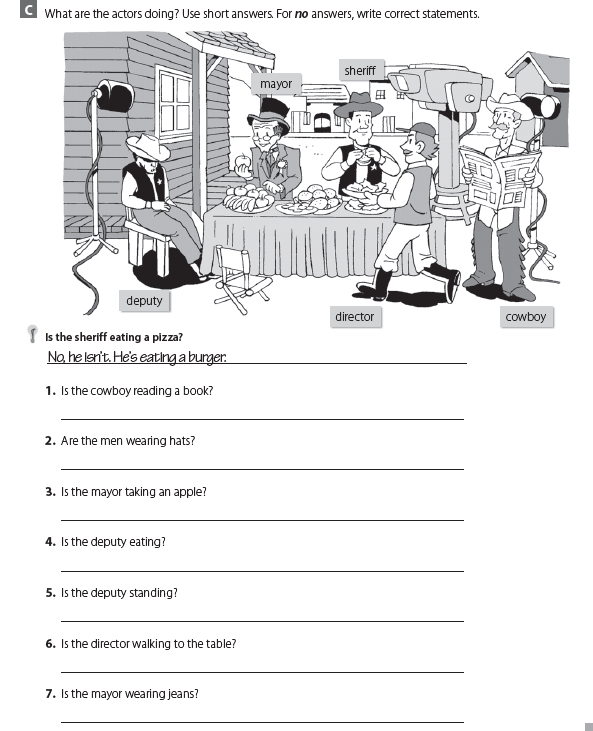 C What are the actors doing? Use short answers. For no answers, write correct statements.
mayor
sheriff
deputy
director
cowboy
Is the sheriff eating a pizza?
No, he isn't. He's eating a burger.
1. Is the cowboy reading a book?
2. Are the men wearing hats?
3. Is the mayor taking an apple?
4. Is the deputy eating?
5. Is the deputy standing?
6. Is the director walking to the table?
7. Is the mayor wearing jeans?